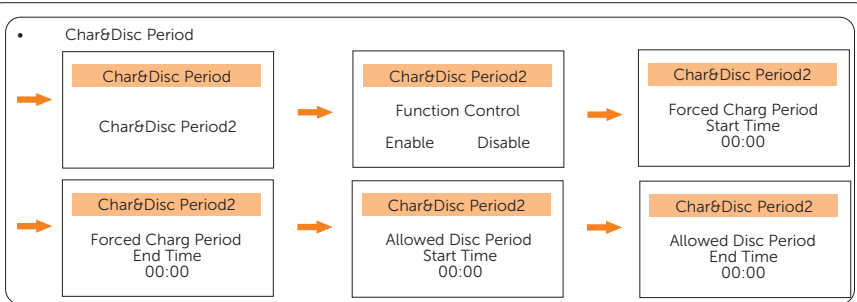 • Char&Disc Period
Char&Disc Period
Char&Disc Period2
Char&Disc Period2
Function Control
Enable Disable
Char&Disc Period2
Forced Charg Period
Start Time
00:00
Char&Disc Period2
Forced Charg Period
End Time
00:00
Char&Disc Period2
Allowed Disc Period
Start Time
00:00
Char&Disc Period2
Allowed Disc Period
End Time
00:00